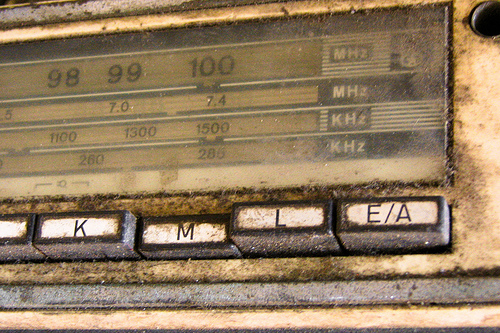 98 99 100 MHz
5 7.0 7.4 MHz
1100 1300 1500 KHz
260 285 KHz
K M L E/A